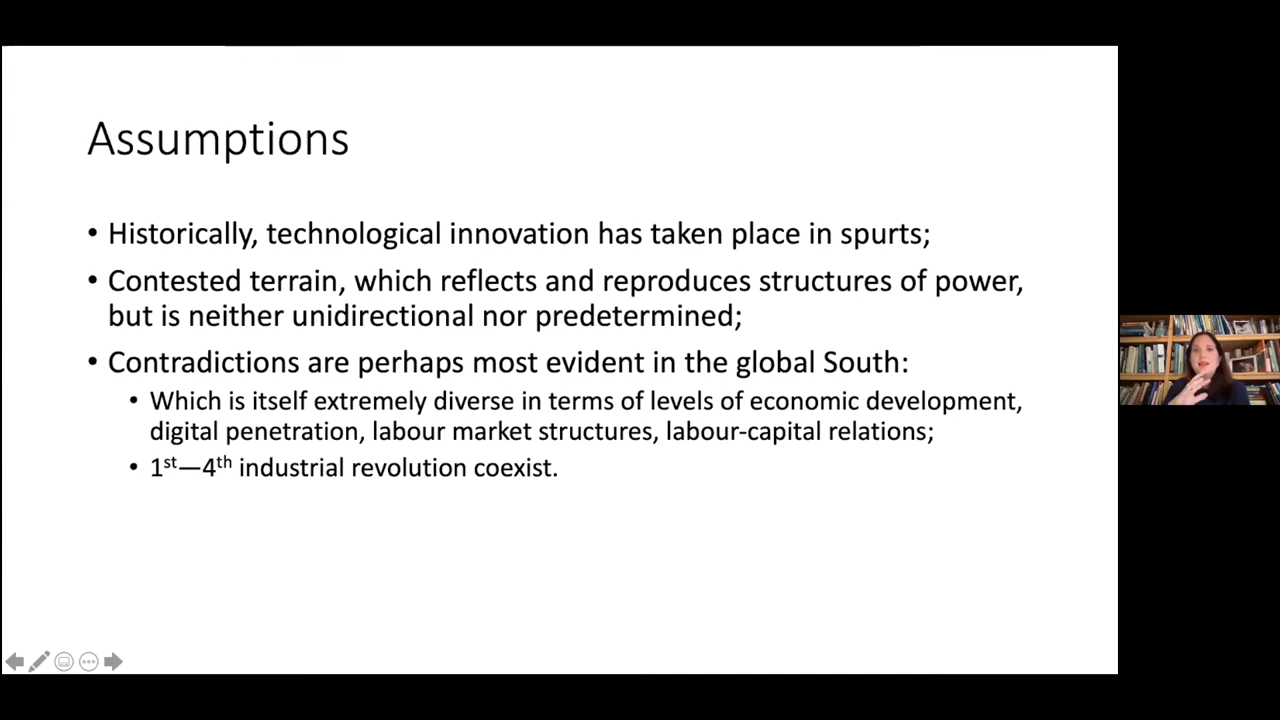 Assumptions
• Historically, technological innovation has taken place in spurts;
• Contested terrain, which reflects and reproduces structures of power,
but is neither unidirectional nor predetermined;
• Contradictions are perhaps most evident in the global South:
• Which is itself extremely diverse in terms of levels of economic development,
digital penetration, labour market structures, labour-capital relations;
• 1st—4th industrial revolution coexist.